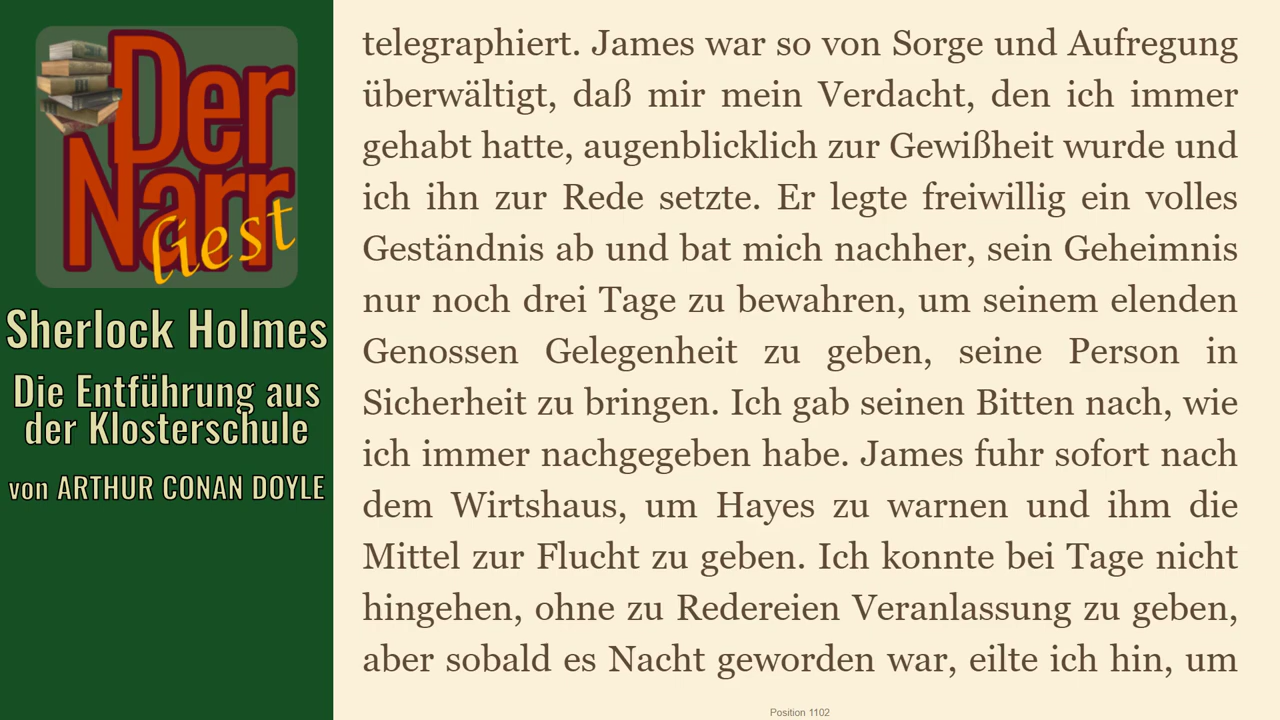 Der
Narr
liest
Sherlock Holmes
Die Entführung aus
der Klosterschule
von ARTHUR CONAN DOYLE
telegraphiert. James war so von Sorge und Aufregung
überwältigt, daß mir mein Verdacht, den ich immer
gehabt hatte, augenblicklich zur Gewißheit wurde und
ich ihn zur Rede setzte. Er legte freiwillig ein volles
Geständnis ab und bat mich nachher, sein Geheimnis
nur noch drei Tage zu bewahren, um seinem elenden
Genossen Gelegenheit zu geben, seine Person in
Sicherheit zu bringen. Ich gab seinen Bitten nach, wie
ich immer nachgegeben habe. James fuhr sofort nach
dem Wirtshaus, um Hayes zu warnen und ihm die
Mittel zur Flucht zu geben. Ich konnte bei Tage nicht
hingehen, ohne zu Redereien Veranlassung zu geben,
aber sobald es Nacht geworden war, eilte ich hin, um
Position 1102